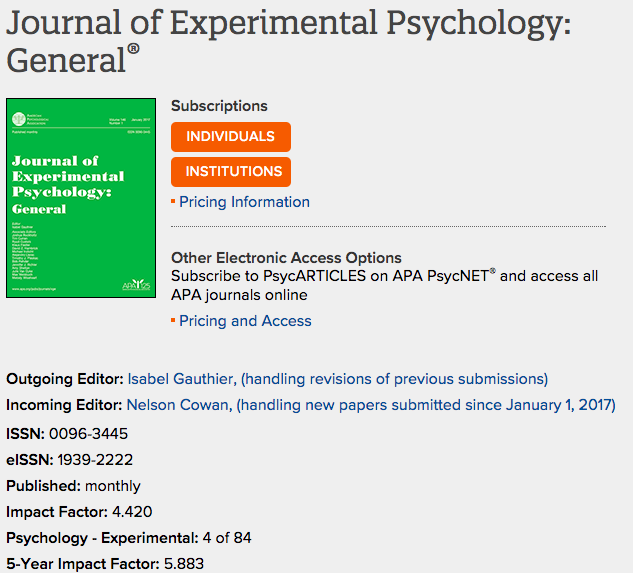 Journal of Experimental Psychology:
General®
Journal of
Experimental
Psychology:
General
Subscriptions
INDIVIDUALS
INSTITUTIONS
Pricing Information
Other Electronic Access Options
Subscribe to PsycARTICLES on APA PsycNET® and access all
APA journals online
Pricing and Access
Outgoing Editor: Isabel Gauthier, (handling revisions of previous submissions)
Incoming Editor: Nelson Cowan, (handling new papers submitted since January 1, 2017)
ISSN: 0096-3445
eISSN: 1939-2222
Published: monthly
Impact Factor: 4.420
Psychology - Experimental: 4 of 84
5-Year Impact Factor: 5.883